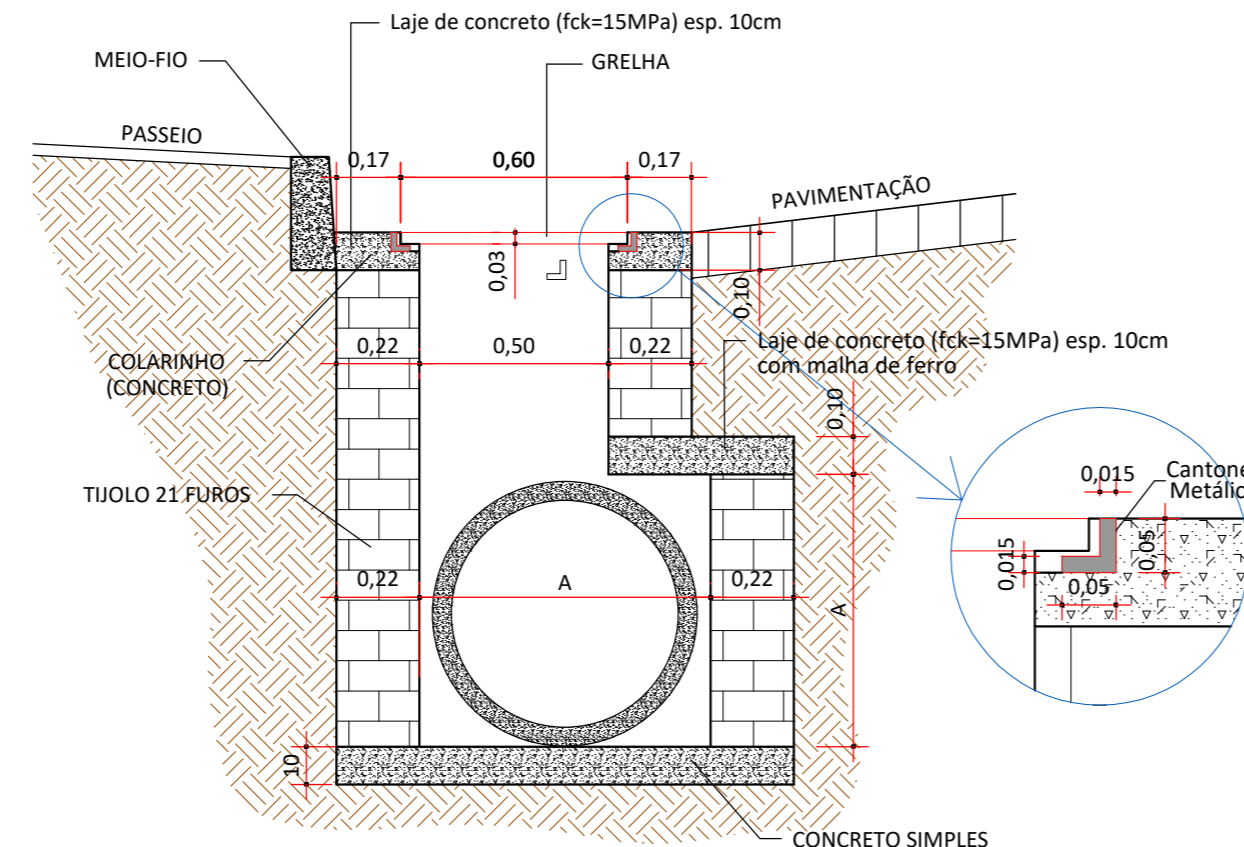 Laje de concreto (fck=15MPa) esp. 10cm
MEIO-FIO
GRELHA
PASSEIO
0,17
0,60
0,17
PAVIMENTAÇÃO
0,03
0,10
COLARINHO
(CONCRETO)
0,22
0,50
0,22
Laje de concreto (fck=15MPa) esp. 10cm
com malha de ferro
0,10
TIJOLO 21 FUROS
0,015
Cantone
Metálic
0,015
0,05
0,05
0,22
A
0,22
A
10
CONCRETO SIMPLES